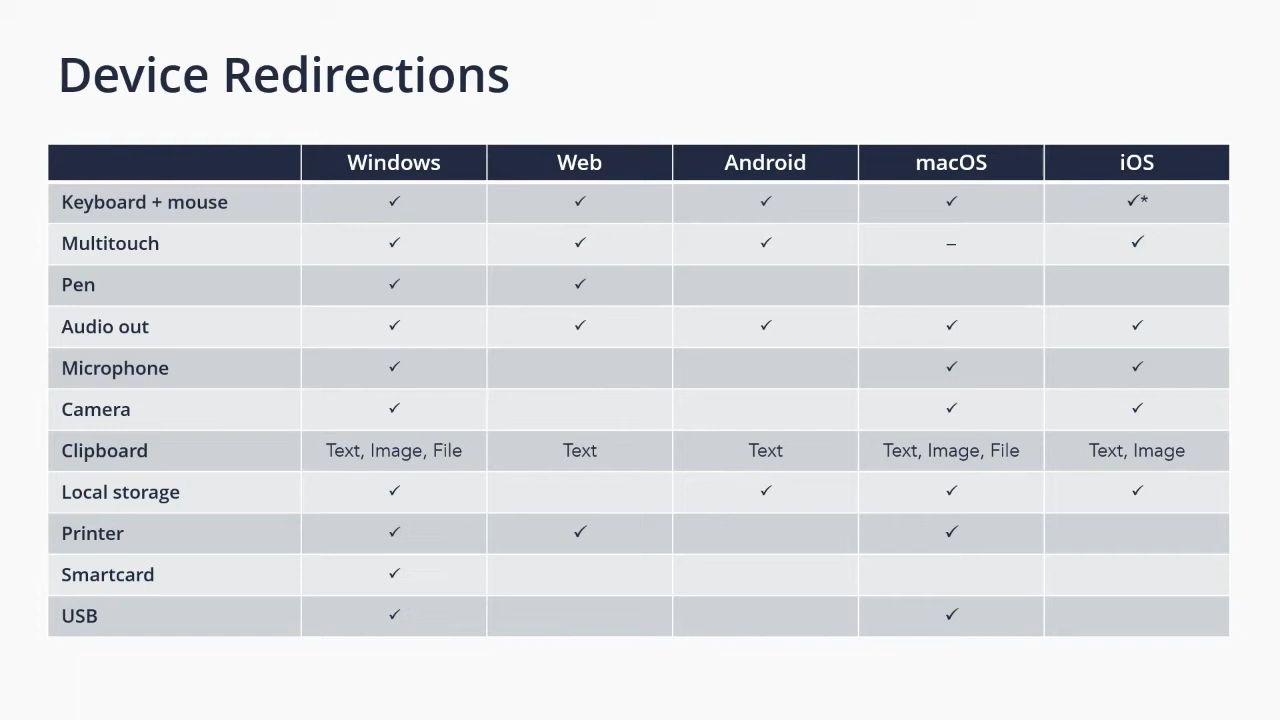 Device Redirections
Windows Web Android macOS iOS
Keyboard + mouse ✓ ✓ ✓ ✓ ✓*
Multitouch ✓ ✓ ✓ – ✓
Pen ✓ ✓
Audio out ✓ ✓ ✓ ✓ ✓
Microphone ✓ ✓ ✓
Camera ✓ ✓ ✓
Clipboard Text, Image, File Text Text Text, Image, File Text, Image
Local storage ✓ ✓ ✓ ✓
Printer ✓ ✓ ✓
Smartcard ✓
USB ✓ ✓